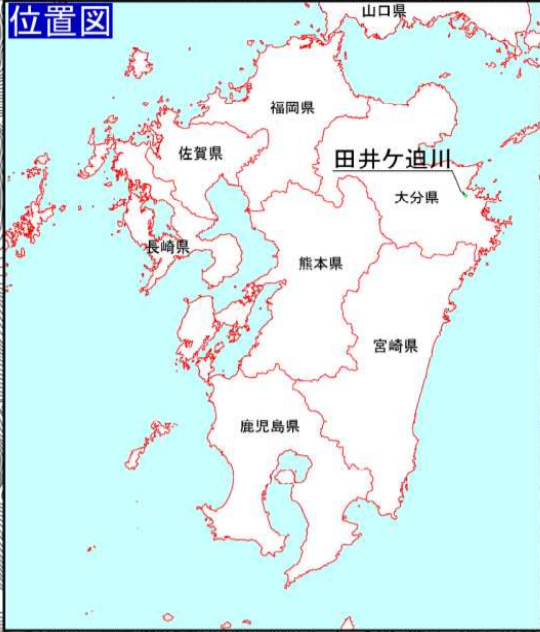 位置図
山口県
福岡県
佐賀県
田井ケ迫川
大分県
長崎県
熊本県
宮崎県
鹿児島県